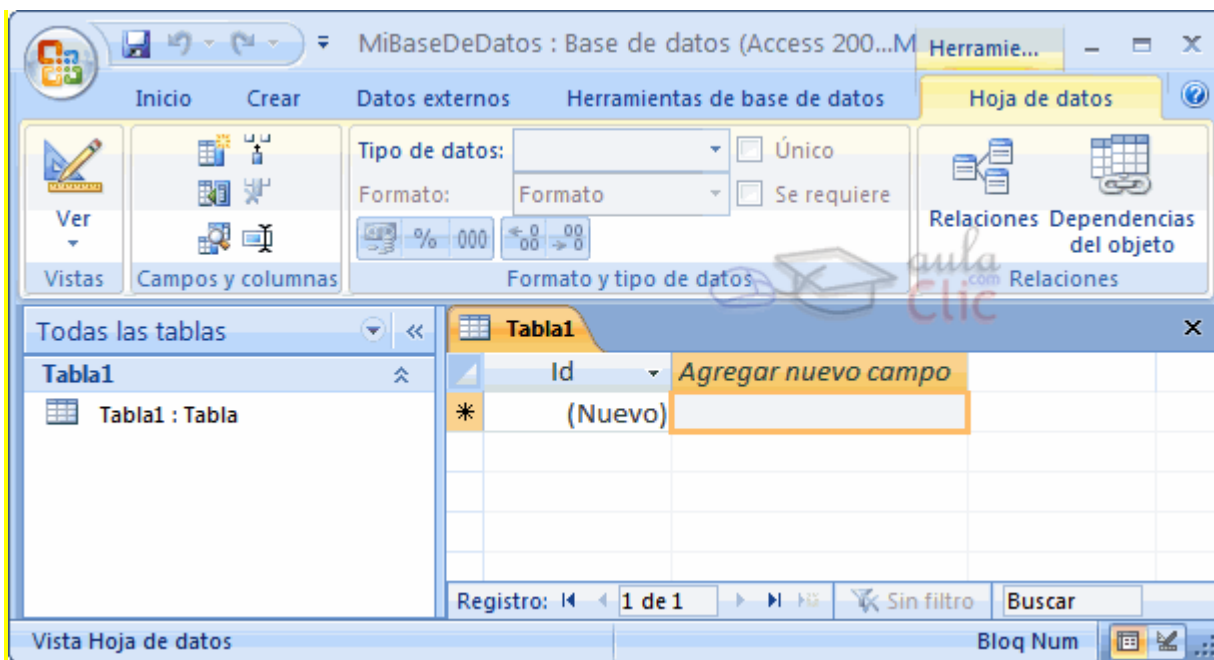 MiBaseDeDatos : Base de datos (Access 200...M
Herramie...
Inicio Crear Datos externos Herramientas de base de datos Hoja de datos
Ver
Vistas
Campos y columnas
Tipo de datos: Único
Formato: Formato Se requiere
% 000
Formato y tipo de datos
Relaciones Dependencias
del objeto
Relaciones
aula
.com
Clic
Todas las tablas
Tabla1
Tabla1 : Tabla
Tabla1
Id Agregar nuevo campo
(Nuevo)
Registro: 1 de 1 Sin filtro Buscar
Vista Hoja de datos Bloq Num